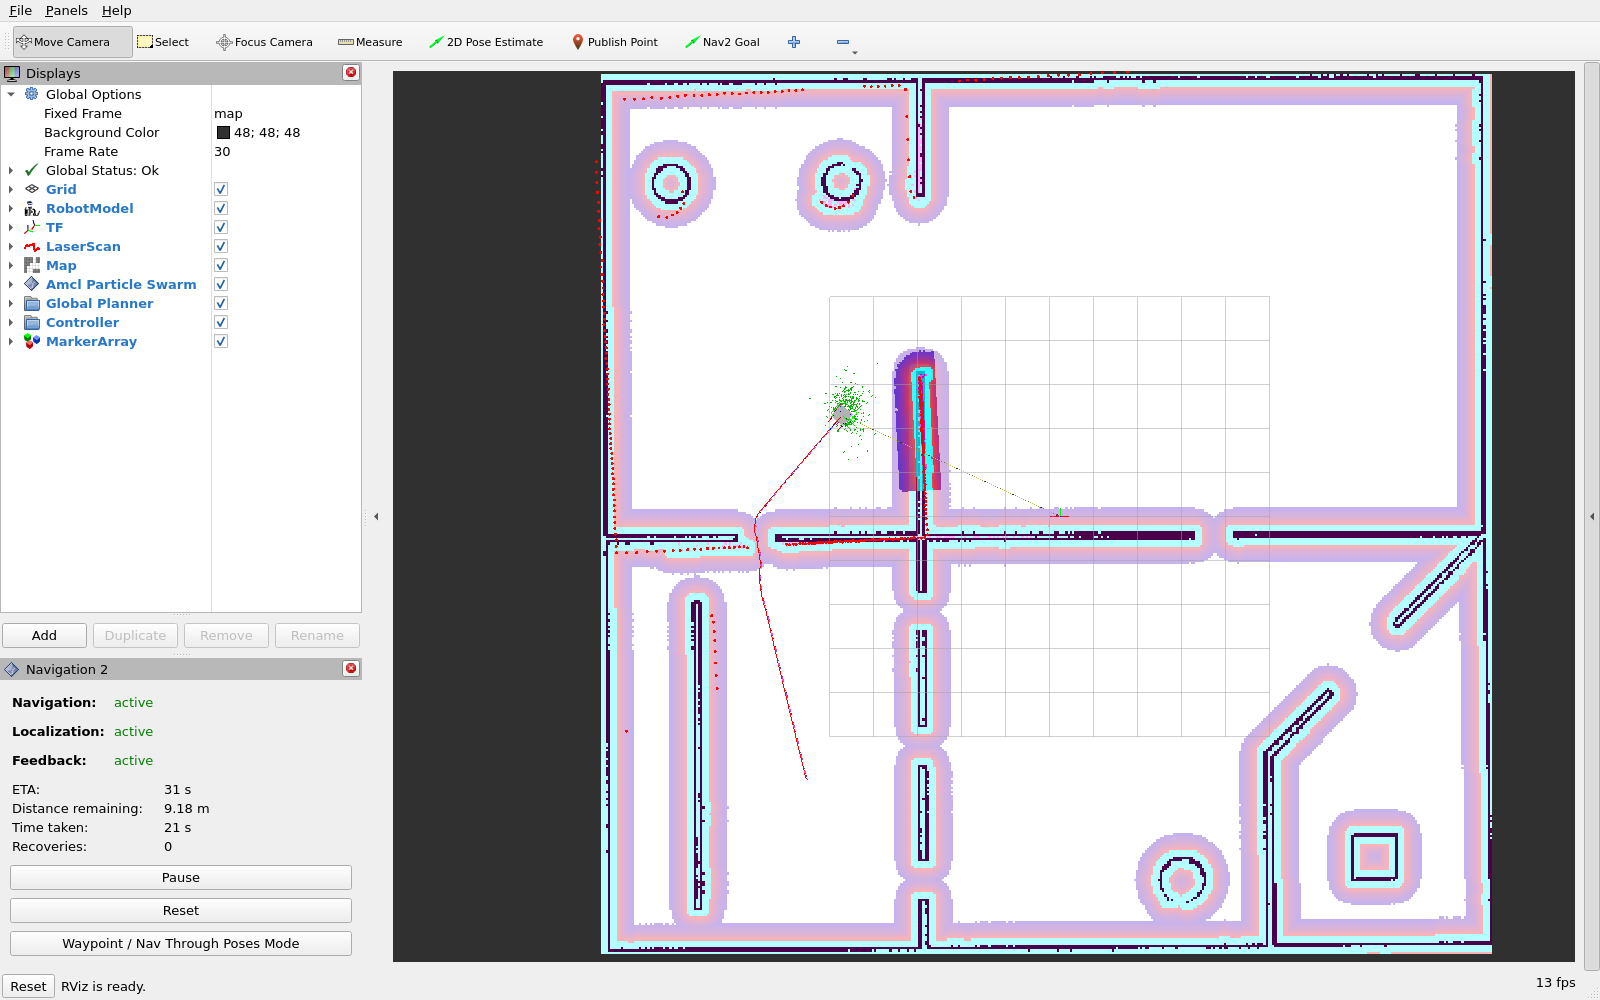 File Panels Help
Move Camera Select Focus Camera Measure 2D Pose Estimate Publish Point Nav2 Goal
Displays
Global Options
Fixed Frame map
Background Color 48; 48; 48
Frame Rate 30
Global Status: Ok
Grid
RobotModel
TF
LaserScan
Map
Amcl Particle Swarm
Global Planner
Controller
MarkerArray
Add Duplicate Remove Rename
Navigation 2
Navigation: active
Localization: active
Feedback: active
ETA: 31 s
Distance remaining: 9.18 m
Time taken: 21 s
Recoveries: 0
Pause
Reset
Waypoint / Nav Through Poses Mode
Reset RViz is ready. 13 fps